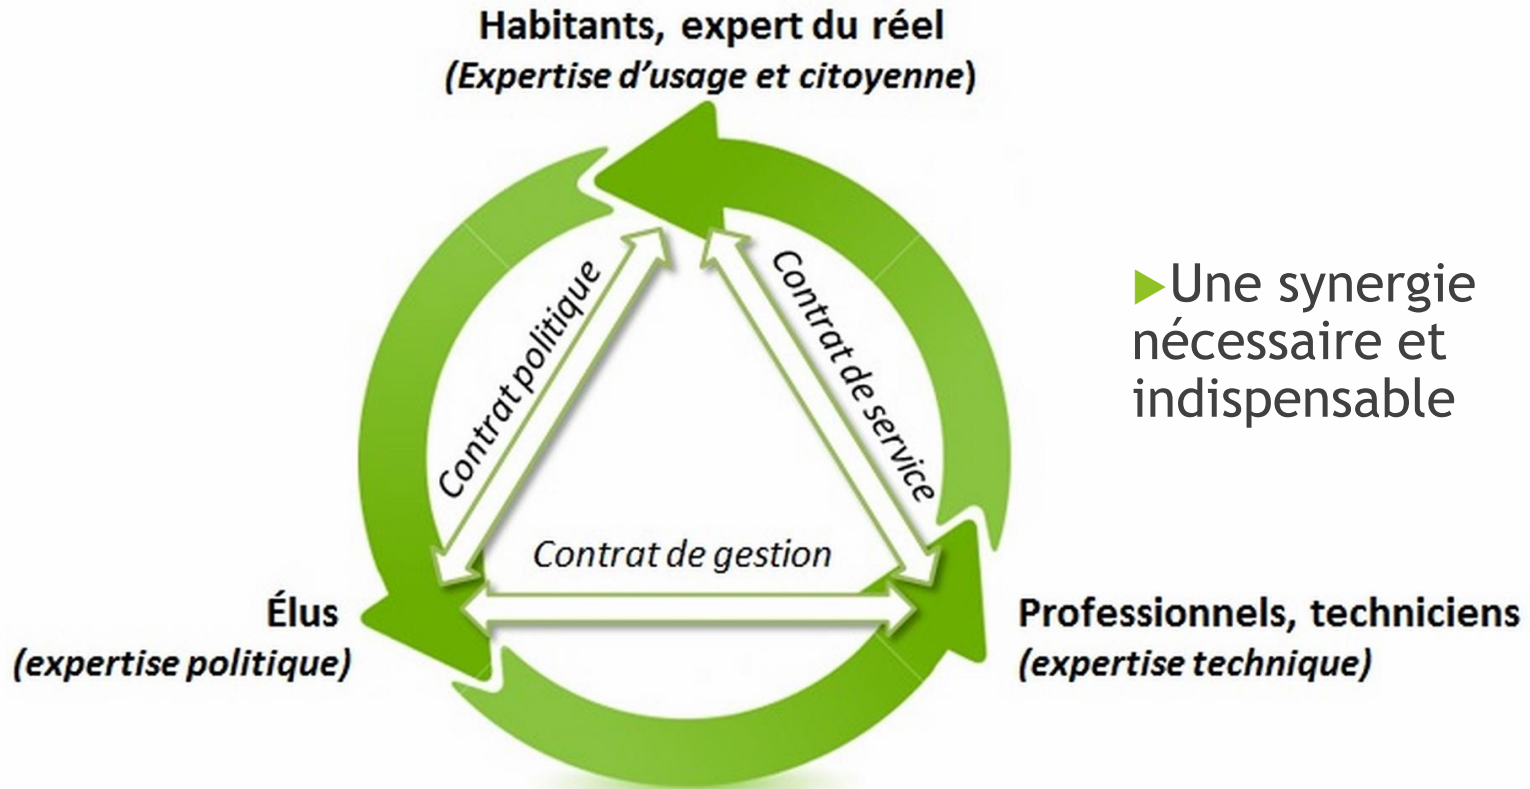 Habitants, expert du réel
(Expertise d'usage et citoyenne)
Contrat politique
Contrat de service
▶Une synergie
nécessaire et
indispensable
Contrat de gestion
Élus
(expertise politique)
Professionnels, techniciens
(expertise technique)